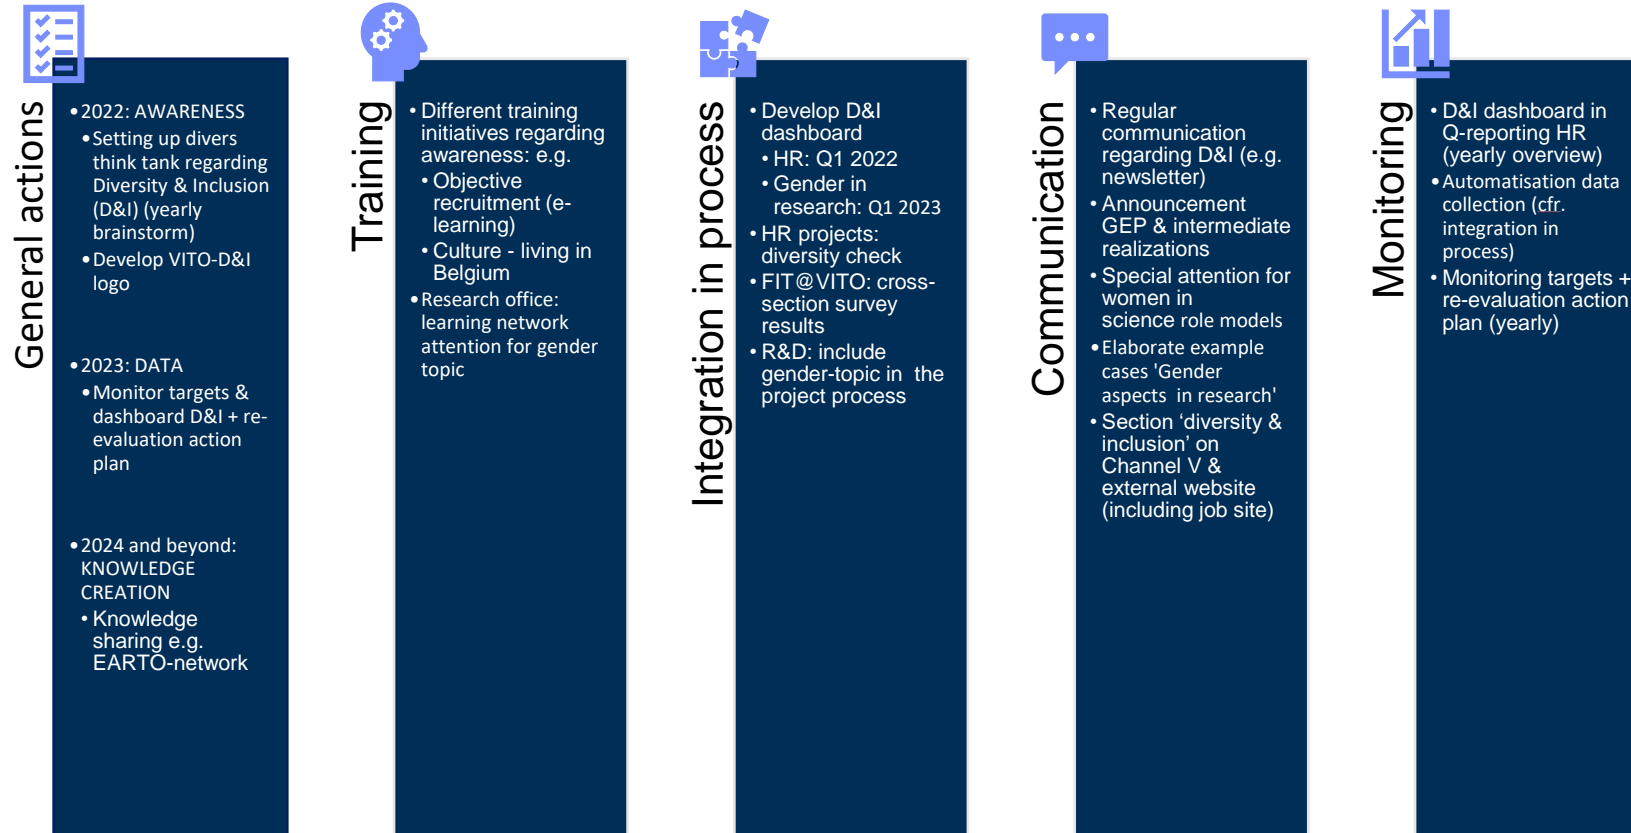 General actions
•2022: AWARENESS
•Setting up divers
think tank regarding
Diversity & Inclusion
(D&I) (yearly
brainstorm)
•Develop VITO-D&I
logo
•2023: DATA
•Monitor targets &
dashboard D&I + re-
evaluation action
plan
•2024 and beyond:
KNOWLEDGE
CREATION
• Knowledge
sharing e.g.
EARTO-network
Training
• Different training
initiatives regarding
awareness: e.g.
• Objective
recruitment (e-
learning)
• Culture - living in
Belgium
•Research office:
learning network
attention for gender
topic
Integration in process
• Develop D&I
dashboard
• HR: Q1 2022
• Gender in
research: Q1 2023
• HR projects:
diversity check
• FIT@VITO: cross-
section survey
results
• R&D: include
gender-topic in the
project process
Communication
• Regular
communication
regarding D&I (e.g.
newsletter)
• Announcement
GEP & intermediate
realizations
• Special attention for
women in
science role models
•Elaborate example
cases 'Gender
aspects in research'
• Section ‘diversity &
inclusion’ on
Channel V &
external website
(including job site)
Monitoring
• D&I dashboard in
Q-reporting HR
(yearly overview)
•Automatisation data
collection (cfr.
integration in
process)
• Monitoring targets +
re-evaluation action
plan (yearly)